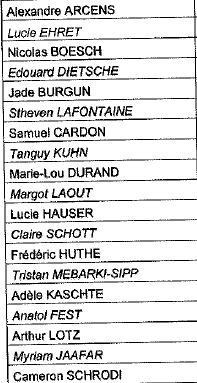 Alexandre ARCENS
Lucie EHRET
Nicolas BOESCH
Edouard DIETSCHE
Jade BURGUN
Stheven LAFONTAINE
Samuel CARDON
Tanguy KUHN
Marie-Lou DURAND
Margot LAOUT
Lucie HAUSER
Claire SCHOTT
Frédéric HUTHE
Tristan MEBARKI-SIPP
Adèle KASCHTE
Anatol FEST
Arthur LOTZ
Myriam JAAFAR
Cameron SCHRODI